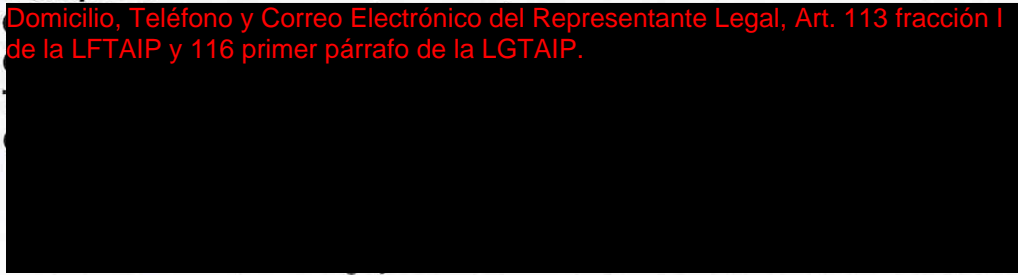 Domicilio, Teléfono y Correo Electrónico del Representante Legal, Art. 113 fracción I
de la LFTAIP y 116 primer párrafo de la LGTAIP.